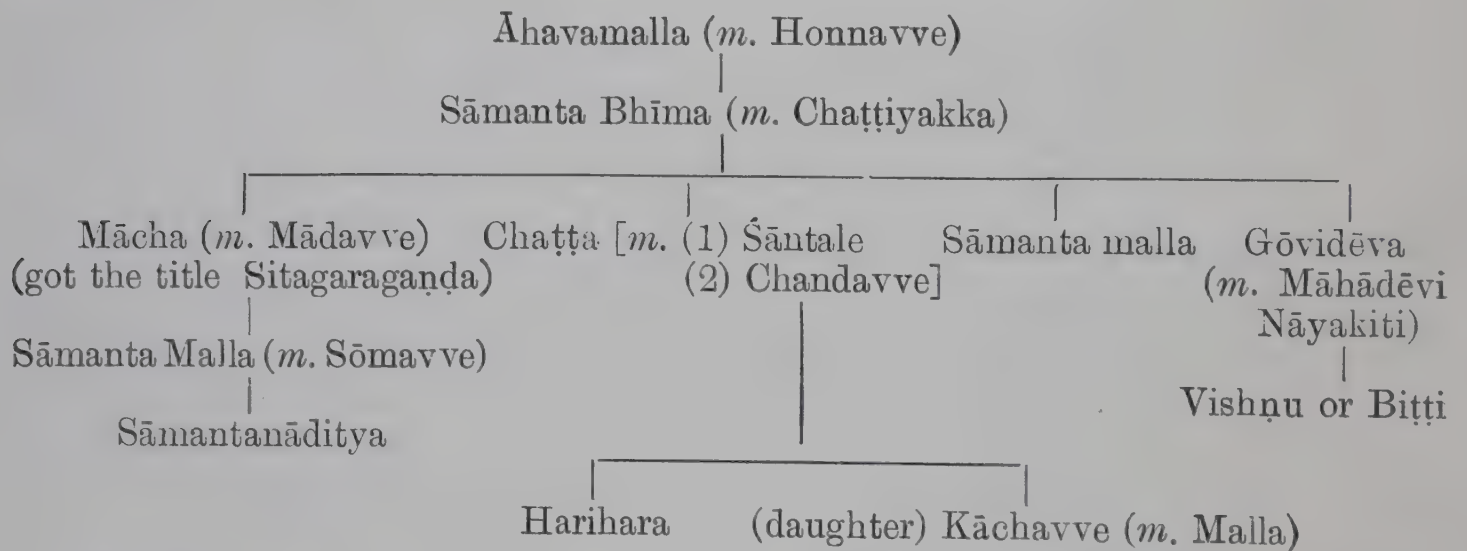 Āhavamalla (m. Honnavve)
Sāmanta Bhīma (m. Chaṭṭiyakka)
Mācha (m. Mādavve) Chaṭṭa [m. (1) Śāntale Sāmanta malla Gōvidēva
(got the title Sitagaragaṇḍa) (2) Chandavve] (m. Māhādēvi
Nāyakiti)
Sāmanta Malla (m. Sōmavve)
Vishṇu or Biṭṭi
Sāmantanāditya
Harihara (daughter) Kāchavve (m. Malla)